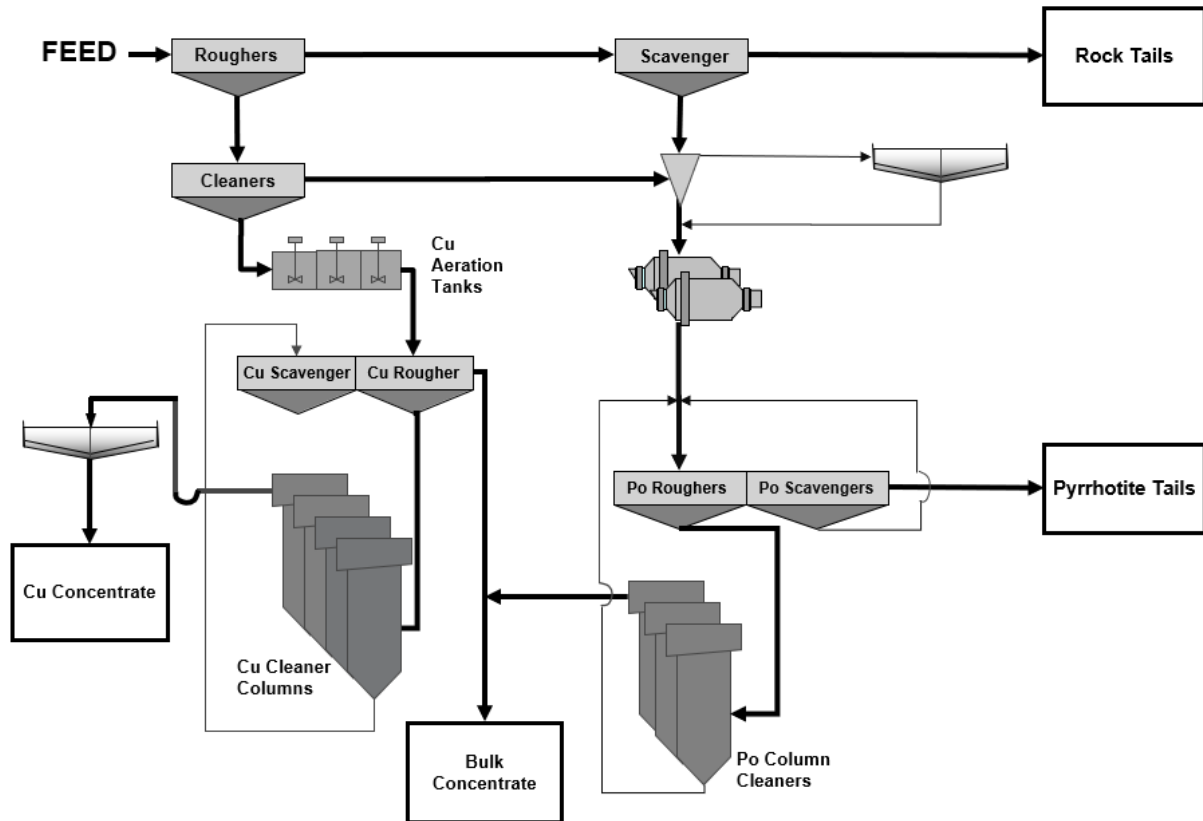 FEED
Roughers
Scavenger
Rock Tails
Cleaners
Cu
Aeration
Tanks
Cu Scavenger
Cu Rougher
Po Roughers
Po Scavengers
Pyrrhotite Tails
Cu Concentrate
Cu Cleaner
Columns
Bulk
Concentrate
Po Column
Cleaners